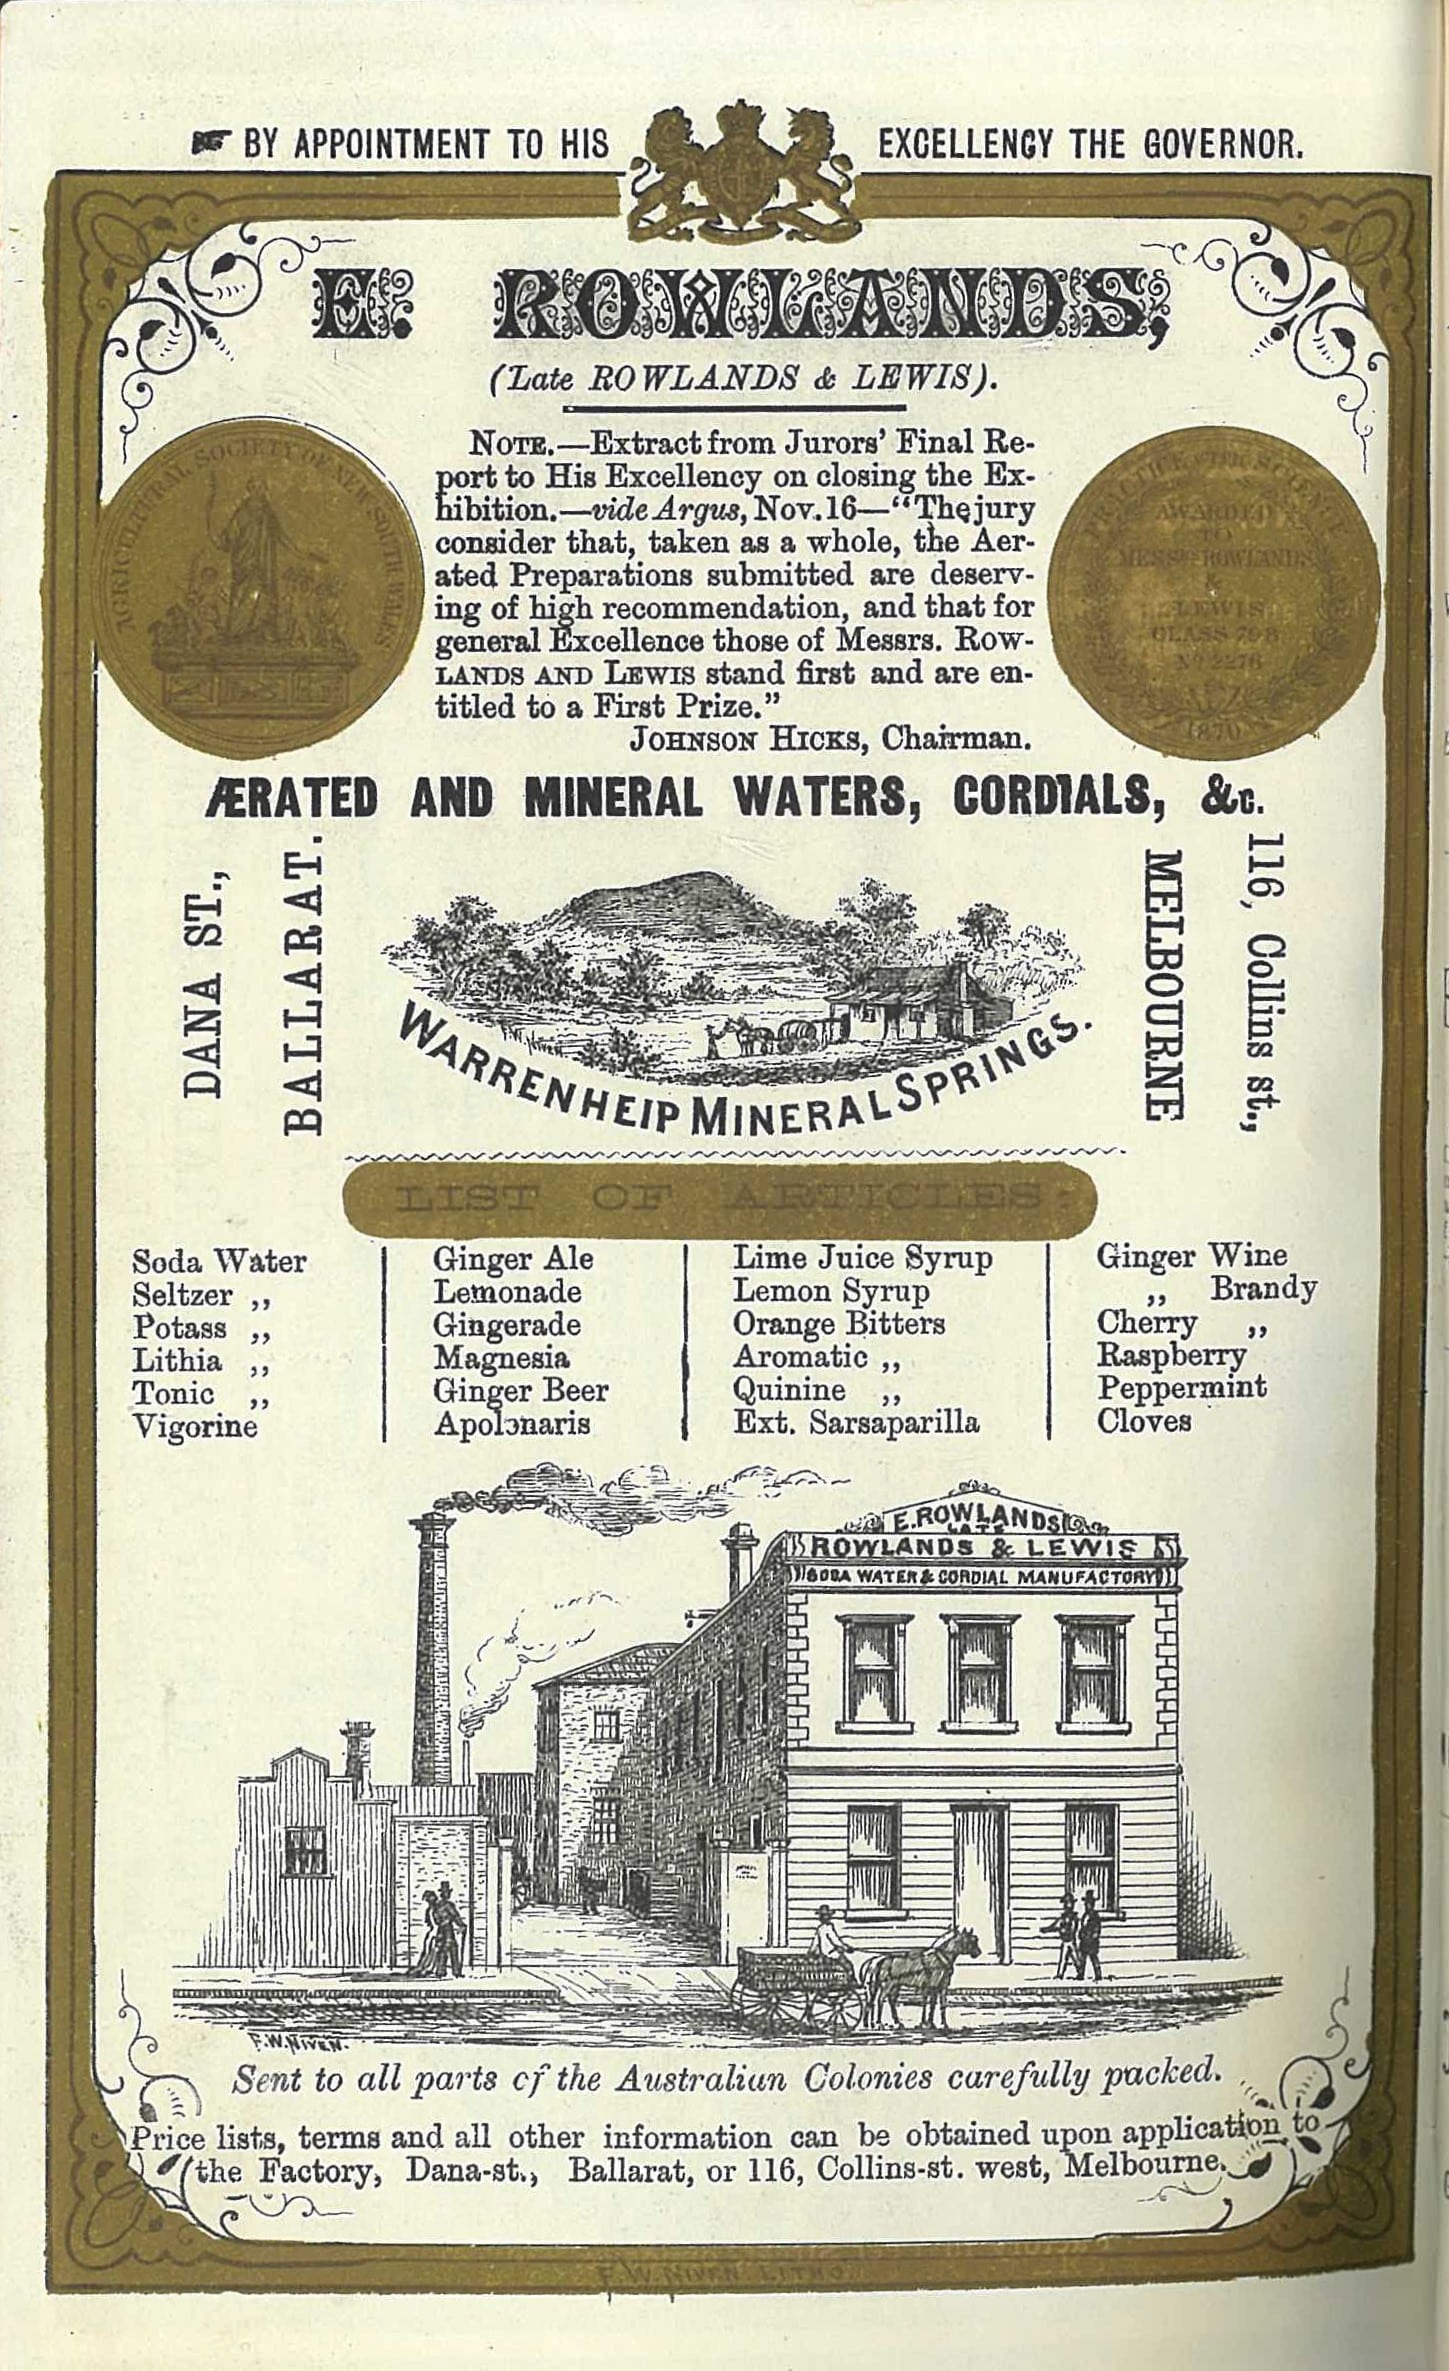 BY APPOINTMENT TO HIS EXCELLENCY THE GOVERNOR.
E. ROWLANDS,
(Late ROWLANDS & LEWIS).
AGRICULTURAL SOCIETY OF NEW SOUTH WALES
NOTE.—Extract from Jurors' Final Re-
port to His Excellency on closing the Ex-
hibition.—vide Argus, Nov. 16—"The jury
consider that, taken as a whole, the Aer-
ated Preparations submitted are deserv-
ing of high recommendation, and that for
general Excellence those of Messrs. Row-
LANDS AND LEWIS stand first and are en-
titled to a First Prize."
JOHNSON HICKS, Chairman.
PRACTICE WITH SCIENCE
AWARDED
TO
MESSRS ROWLANDS
&
LEWIS
CLASS 798
No 2276
1870
ÆRATED AND MINERAL WATERS, CORDIALS, &c.
DANA ST.,
BALLARAT.
WARRENHEIP MINERAL SPRINGS.
MELBOURNE
116, Collins st.,
LIST OF ARTICLES:
Soda Water
Seltzer ,,
Potass ,,
Lithia ,,
Tonic ,,
Vigorine
Ginger Ale
Lemonade
Gingerade
Magnesia
Ginger Beer
Apolonaris
Lime Juice Syrup
Lemon Syrup
Orange Bitters
Aromatic ,,
Quinine ,,
Ext. Sarsaparilla
Ginger Wine
,, Brandy
Cherry ,,
Raspberry
Peppermint
Cloves
E. ROWLANDS
LATE
ROWLANDS & LEWIS
SODA WATER & CORDIAL MANUFACTORY
F.W. NIVEN.
Sent to all parts of the Australian Colonies carefully packed.
Price lists, terms and all other information can be obtained upon application to
the Factory, Dana-st., Ballarat, or 116, Collins-st. west, Melbourne.
F.W. NIVEN LITHO